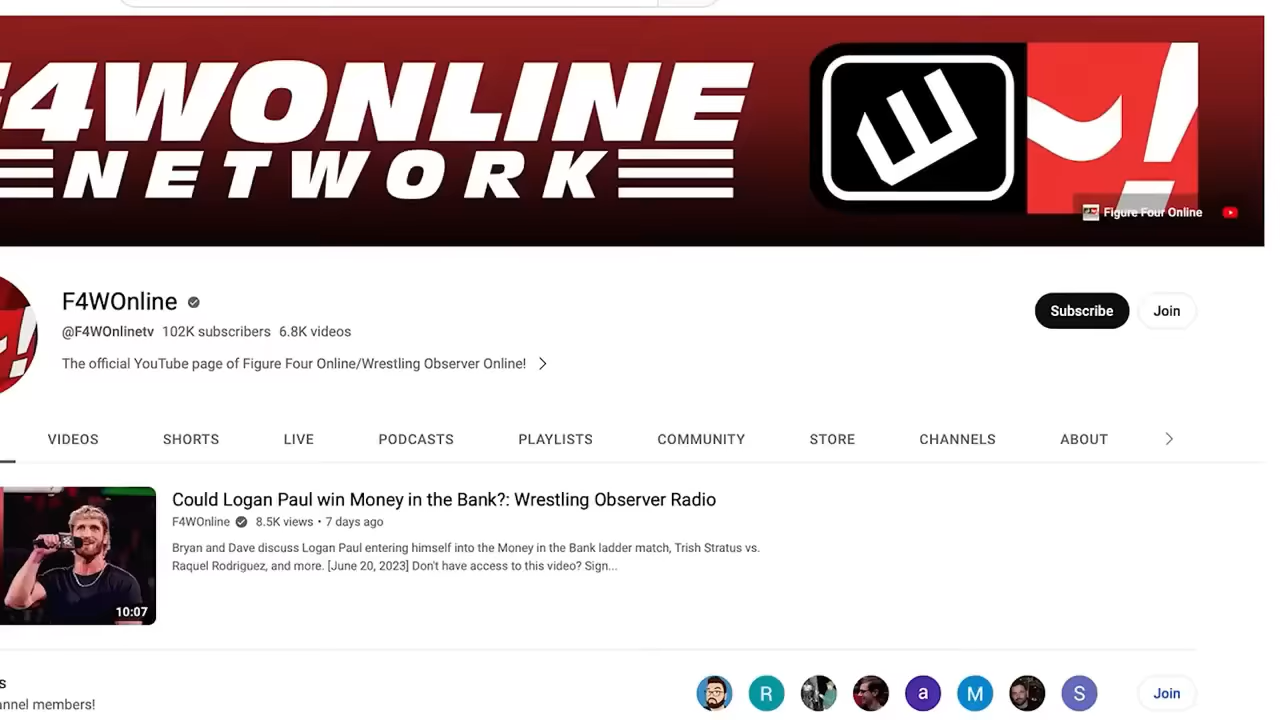 F4WONLINE
NETWORK
Figure Four Online
F4WOnline
@F4WOnlinetv 102K subscribers 6.8K videos
The official YouTube page of Figure Four Online/Wrestling Observer Online!
VIDEOS SHORTS LIVE PODCASTS PLAYLISTS COMMUNITY STORE CHANNELS ABOUT
Subscribe Join
Could Logan Paul win Money in the Bank?: Wrestling Observer Radio
F4WOnline 8.5K views • 7 days ago
Bryan and Dave discuss Logan Paul entering himself into the Money in the Bank ladder match, Trish Stratus vs.
Raquel Rodriguez, and more. [June 20, 2023] Don't have access to this video? Sign...
10:07
R a M S Join
annel members!